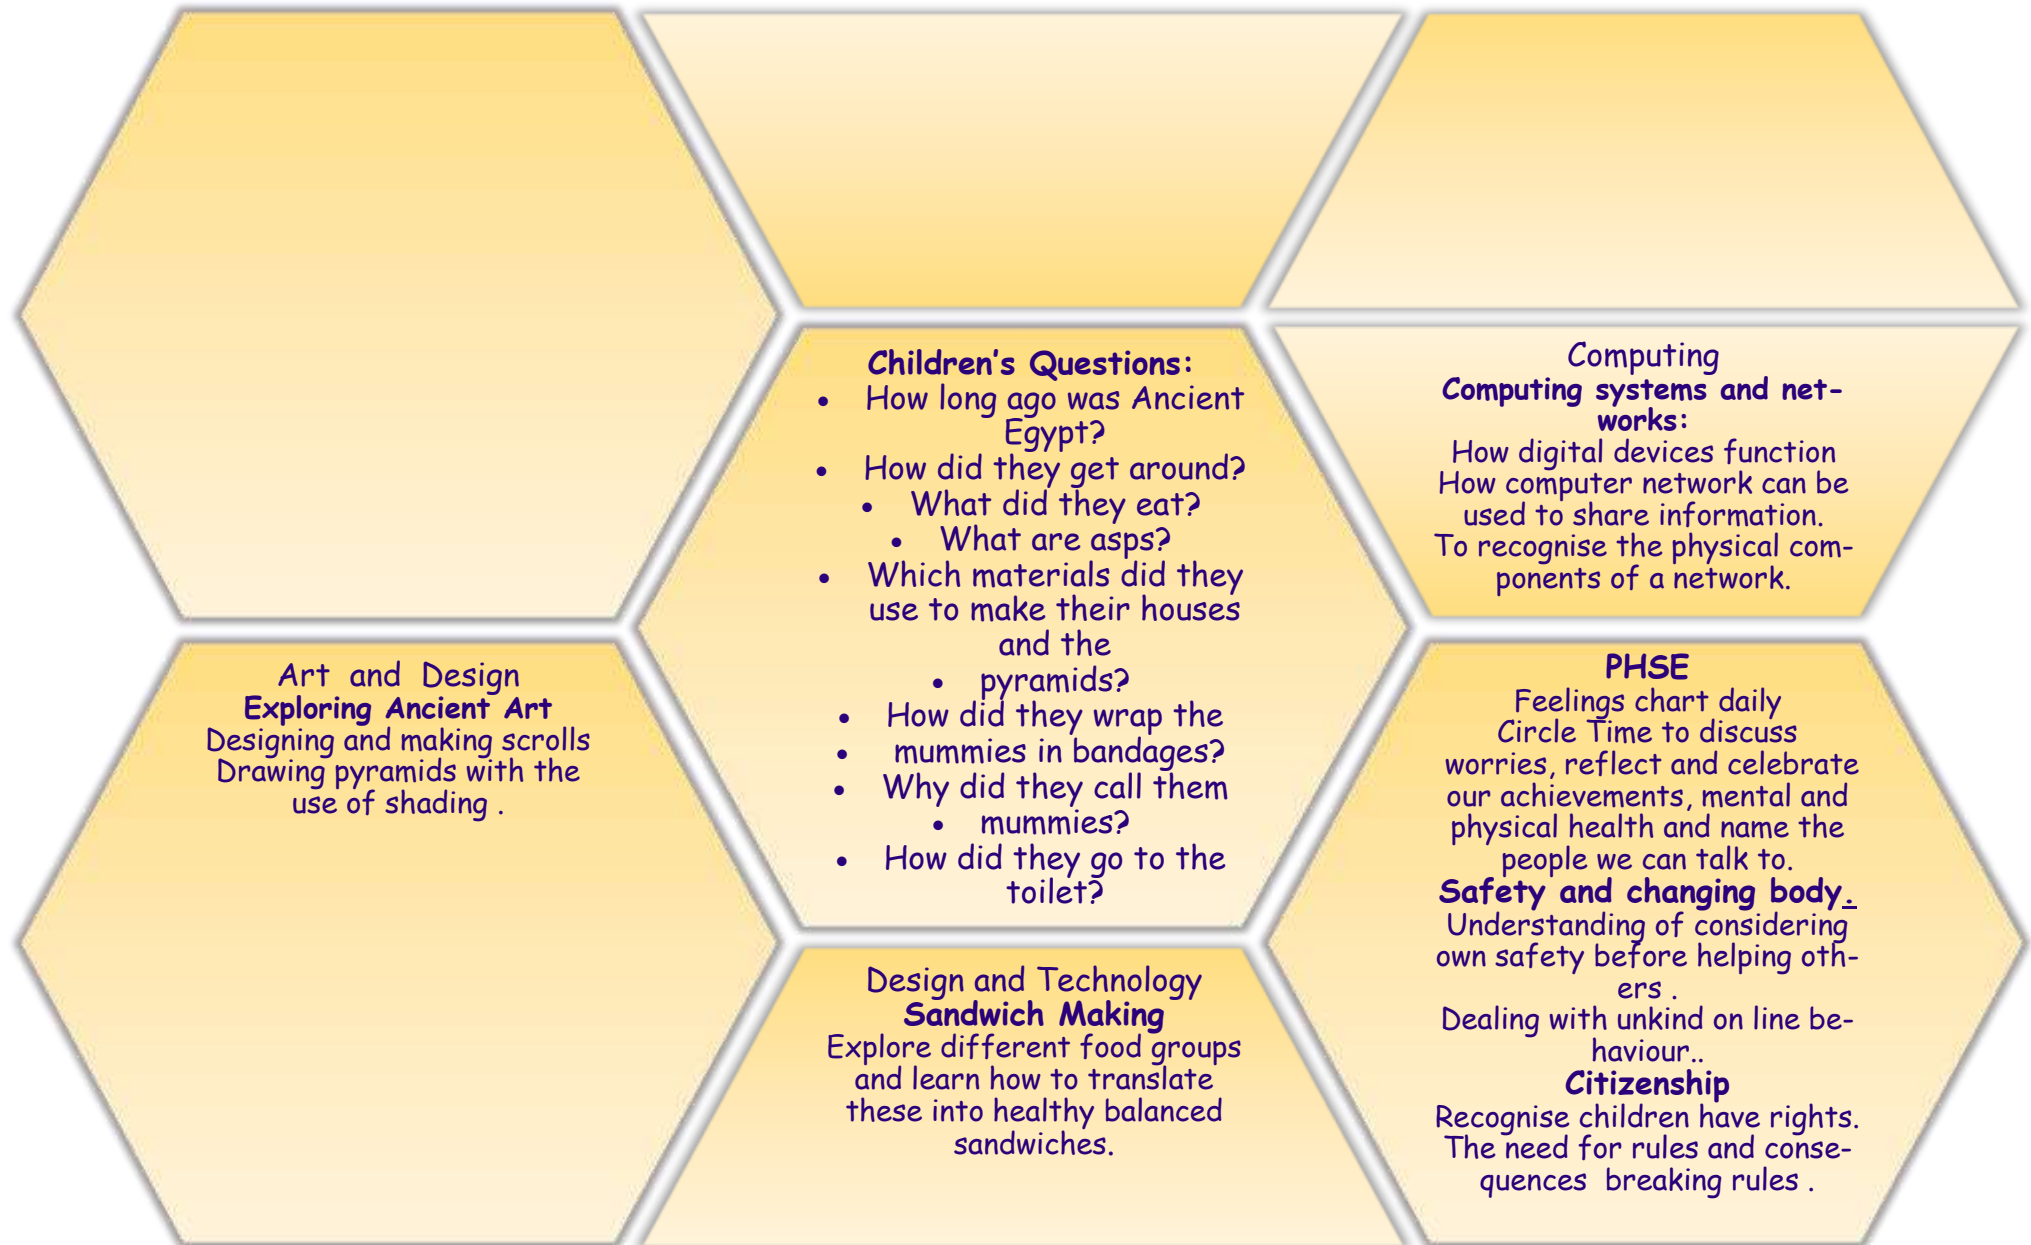 Children's Questions:
• How long ago was Ancient
Egypt?
• How did they get around?
• What did they eat?
• What are asps?
• Which materials did they
use to make their houses
and the
• pyramids?
• How did they wrap the
• mummies in bandages?
• Why did they call them
• mummies?
• How did they go to the
toilet?
Computing
Computing systems and net-
works:
How digital devices function
How computer network can be
used to share information.
To recognise the physical com-
ponents of a network.
Art and Design
Exploring Ancient Art
Designing and making scrolls
Drawing pyramids with the
use of shading .
Design and Technology
Sandwich Making
Explore different food groups
and learn how to translate
these into healthy balanced
sandwiches.
PHSE
Feelings chart daily
Circle Time to discuss
worries, reflect and celebrate
our achievements, mental and
physical health and name the
people we can talk to.
Safety and changing body.
Understanding of considering
own safety before helping oth-
ers .
Dealing with unkind on line be-
haviour..
Citizenship
Recognise children have rights.
The need for rules and conse-
quences breaking rules .